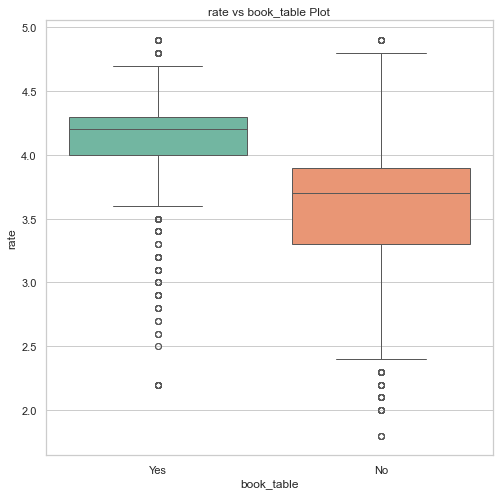 rate vs book_table Plot
5.0
4.5
4.0
3.5
3.0
2.5
2.0
rate
Yes
No
book_table